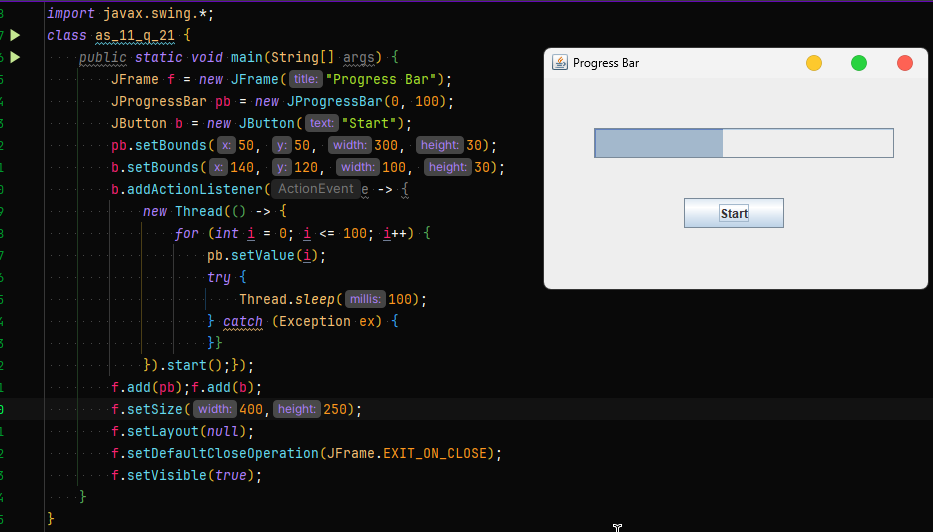 import javax.swing.*;
class as_11_q_21 {
public static void main(String[] args) {
JFrame f = new JFrame( title: "Progress Bar");
JProgressBar pb = new JProgressBar(0, 100);
JButton b = new JButton( text: "Start");
pb.setBounds( x: 50, y: 50, width: 300, height: 30);
b.setBounds( x: 140, y: 120, width: 100, height: 30);
b.addActionListener( ActionEvent e -> {
new Thread(() -> {
for (int i = 0; i <= 100; i++) {
pb.setValue(i);
try {
Thread.sleep( millis: 100);
} catch (Exception ex) {
}}
}).start();});
f.add(pb);f.add(b);
f.setSize( width: 400, height: 250);
f.setLayout(null);
f.setDefaultCloseOperation(JFrame.EXIT_ON_CLOSE);
f.setVisible(true);
}
}
Progress Bar
Start